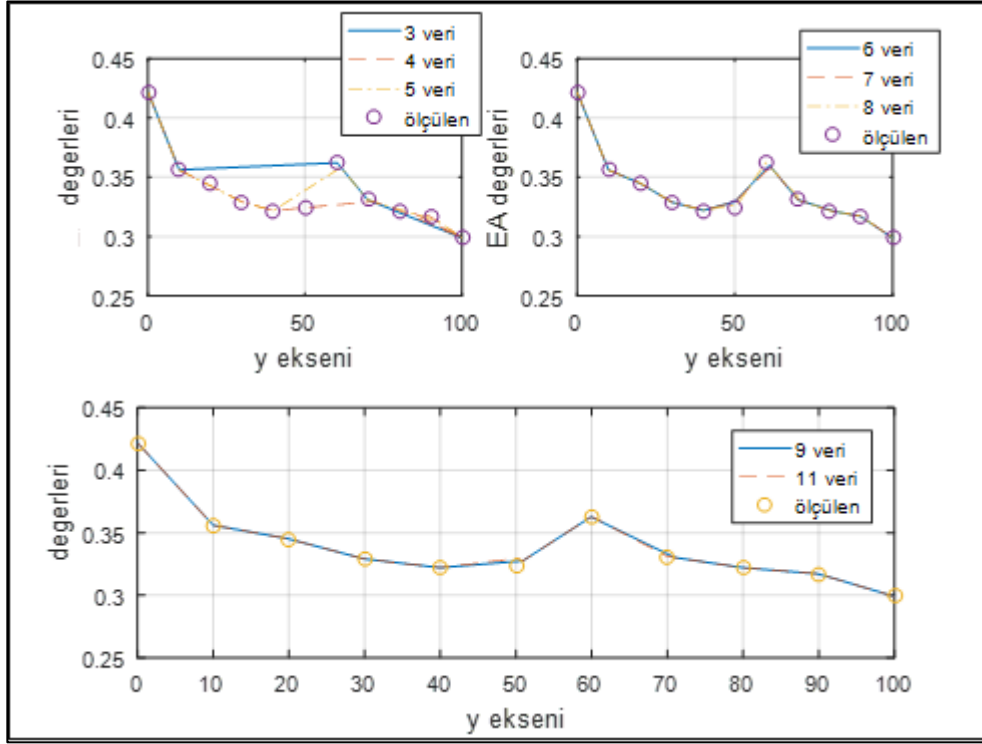 3 veri
4 veri
5 veri
ölçülen
0.45
0.4
0.35
0.3
0.25
degerleri
0
50
100
y ekseni
6 veri
7 veri
8 veri
ölçülen
0.45
0.4
0.35
0.3
0.25
EA degerleri
0
50
100
y ekseni
9 veri
11 veri
ölçülen
0.45
0.4
0.35
0.3
0.25
degerleri
0
10
20
30
40
50
60
70
80
90
100
y ekseni